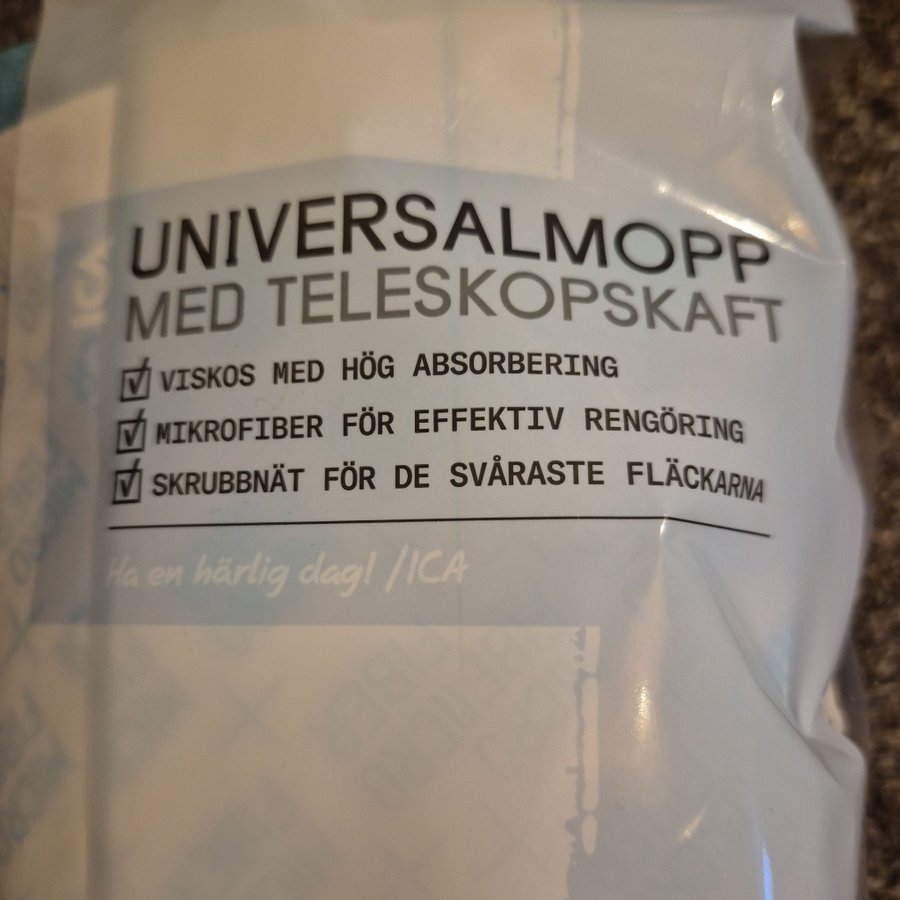 UNIVERSALMOPP
MED TELESKOPSKAFT
VISKOS MED HÖG ABSORBERING
MIKROFIBER FÖR EFFEKTIV RENGÖRING
SKRUBBNÄT FÖR DE SVÅRASTE FLÄCKARNA
Ha en härlig dag! /ICA
ICA